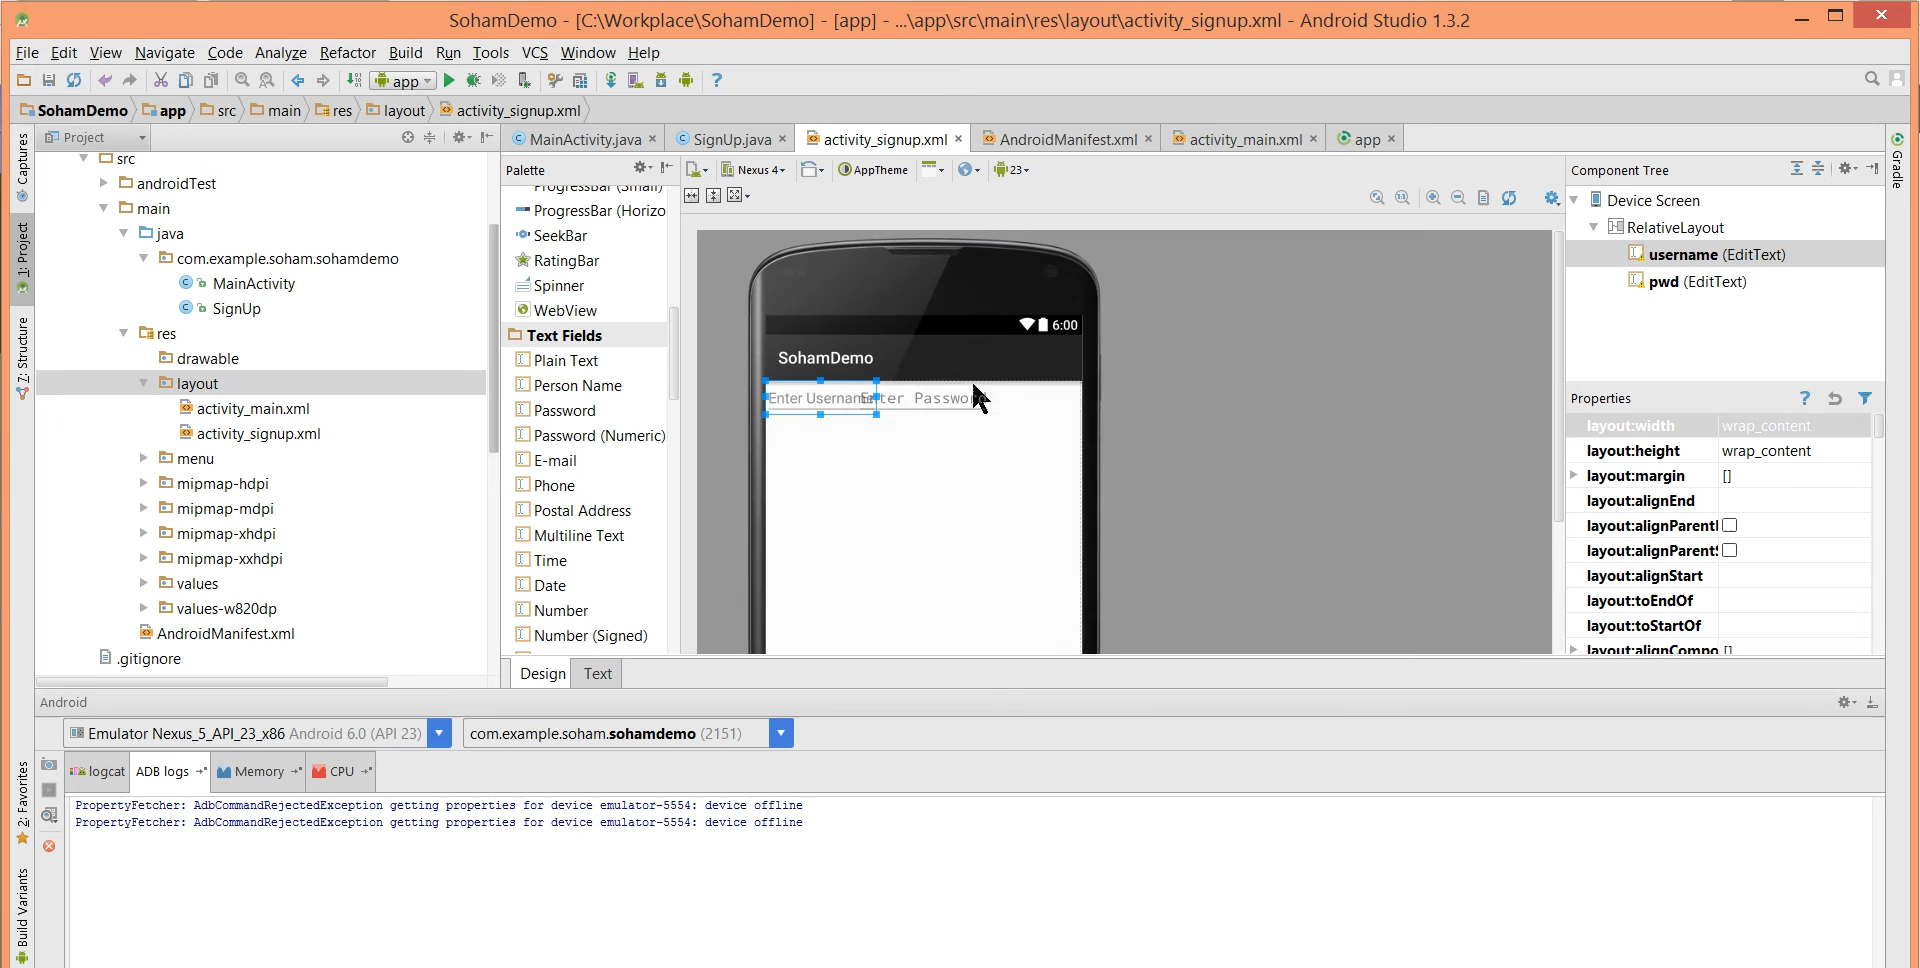 SohamDemo - [C:\Workplace\SohamDemo] - [app] - ...\app\src\main\res\layout\activity_signup.xml - Android Studio 1.3.2
File Edit View Navigate Code Analyze Refactor Build Run Tools VCS Window Help
app
SohamDemo app src main res layout activity_signup.xml
Captures
1: Project
7: Structure
2: Favorites
Build Variants
Project
src
androidTest
main
java
com.example.soham.sohamdemo
MainActivity
SignUp
res
drawable
layout
activity_main.xml
activity_signup.xml
menu
mipmap-hdpi
mipmap-mdpi
mipmap-xhdpi
mipmap-xxhdpi
values
values-w820dp
AndroidManifest.xml
.gitignore
MainActivity.java SignUp.java activity_signup.xml AndroidManifest.xml activity_main.xml app
Palette
ProgressBar (Small)
ProgressBar (Horizo
SeekBar
RatingBar
Spinner
WebView
Text Fields
Plain Text
Person Name
Password
Password (Numeric)
E-mail
Phone
Postal Address
Multiline Text
Time
Date
Number
Number (Signed)
Nexus 4 AppTheme 23
6:00
SohamDemo
Enter Username
Enter Password
Design Text
Component Tree
Device Screen
RelativeLayout
username (EditText)
pwd (EditText)
Properties
layout:width wrap_content
layout:height wrap_content
layout:margin []
layout:alignEnd
layout:alignParentI
layout:alignParentS
layout:alignStart
layout:toEndOf
layout:toStartOf
layout:alignCompo []
Gradle
Android
Emulator Nexus_5_API_23_x86 Android 6.0 (API 23) com.example.soham.sohamdemo (2151)
logcat ADB logs Memory CPU
PropertyFetcher: AdbCommandRejectedException getting properties for device emulator-5554: device offline
PropertyFetcher: AdbCommandRejectedException getting properties for device emulator-5554: device offline